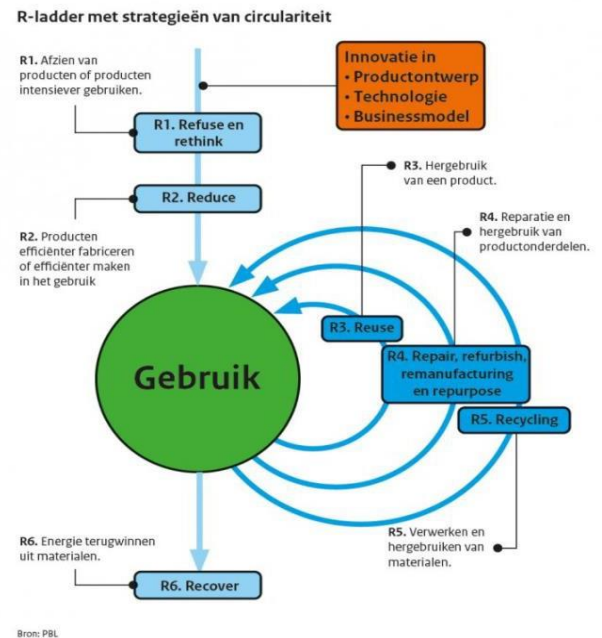 R-ladder met strategieën van circulariteit
R1. Afzien van
producten of producten
intensiever gebruiken.
Innovatie in
• Productontwerp
• Technologie
• Businessmodel
R1. Refuse en
rethink
R3. Hergebruik
van een product.
R2. Reduce
R4. Reparatie en
hergebruik van
productonderdelen.
R2. Producten
efficiënter fabriceren
of efficiënter maken
in het gebruik
R3. Reuse
Gebruik
R4. Repair, refurbish,
remanufacturing
en repurpose
R5. Recycling
R5. Verwerken en
hergebruiken van
materialen.
R6. Energie terugwinnen
uit materialen.
R6. Recover
Bron: PBL